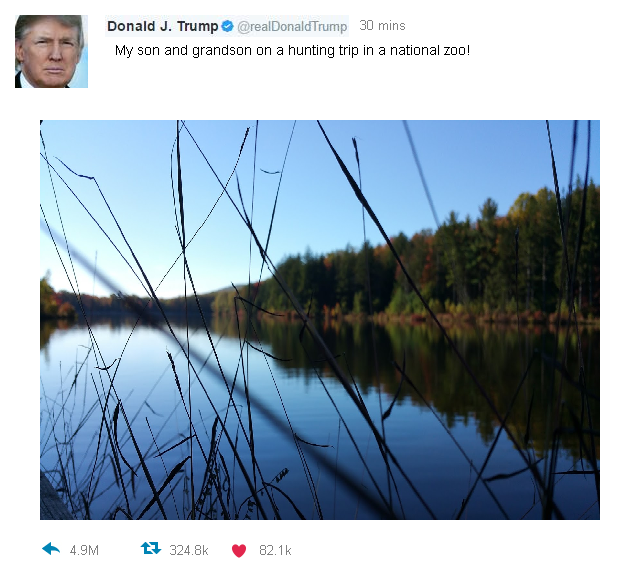 Donald J. Trump @realDonaldTrump 30 mins
My son and grandson on a hunting trip in a national zoo!
4.9M 324.8k 82.1k